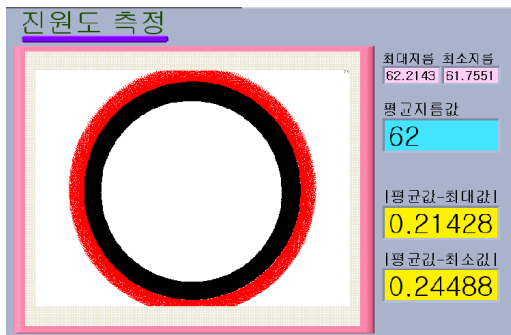 진원도 측정
최대지름 최소지름
62.2143 61.7551
평균지름값
62
|평균값-최대값|
0.21428
|평균값-최소값|
0.24488